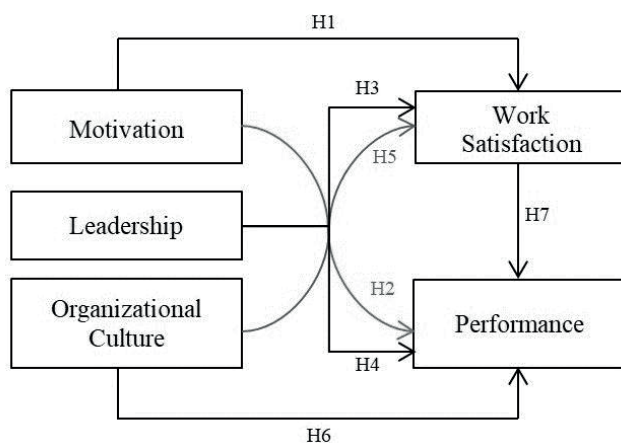 H1
Motivation
H3
Work
Satisfaction
H5
Leadership
H7
Organizational
Culture
H2
Performance
H4
H6